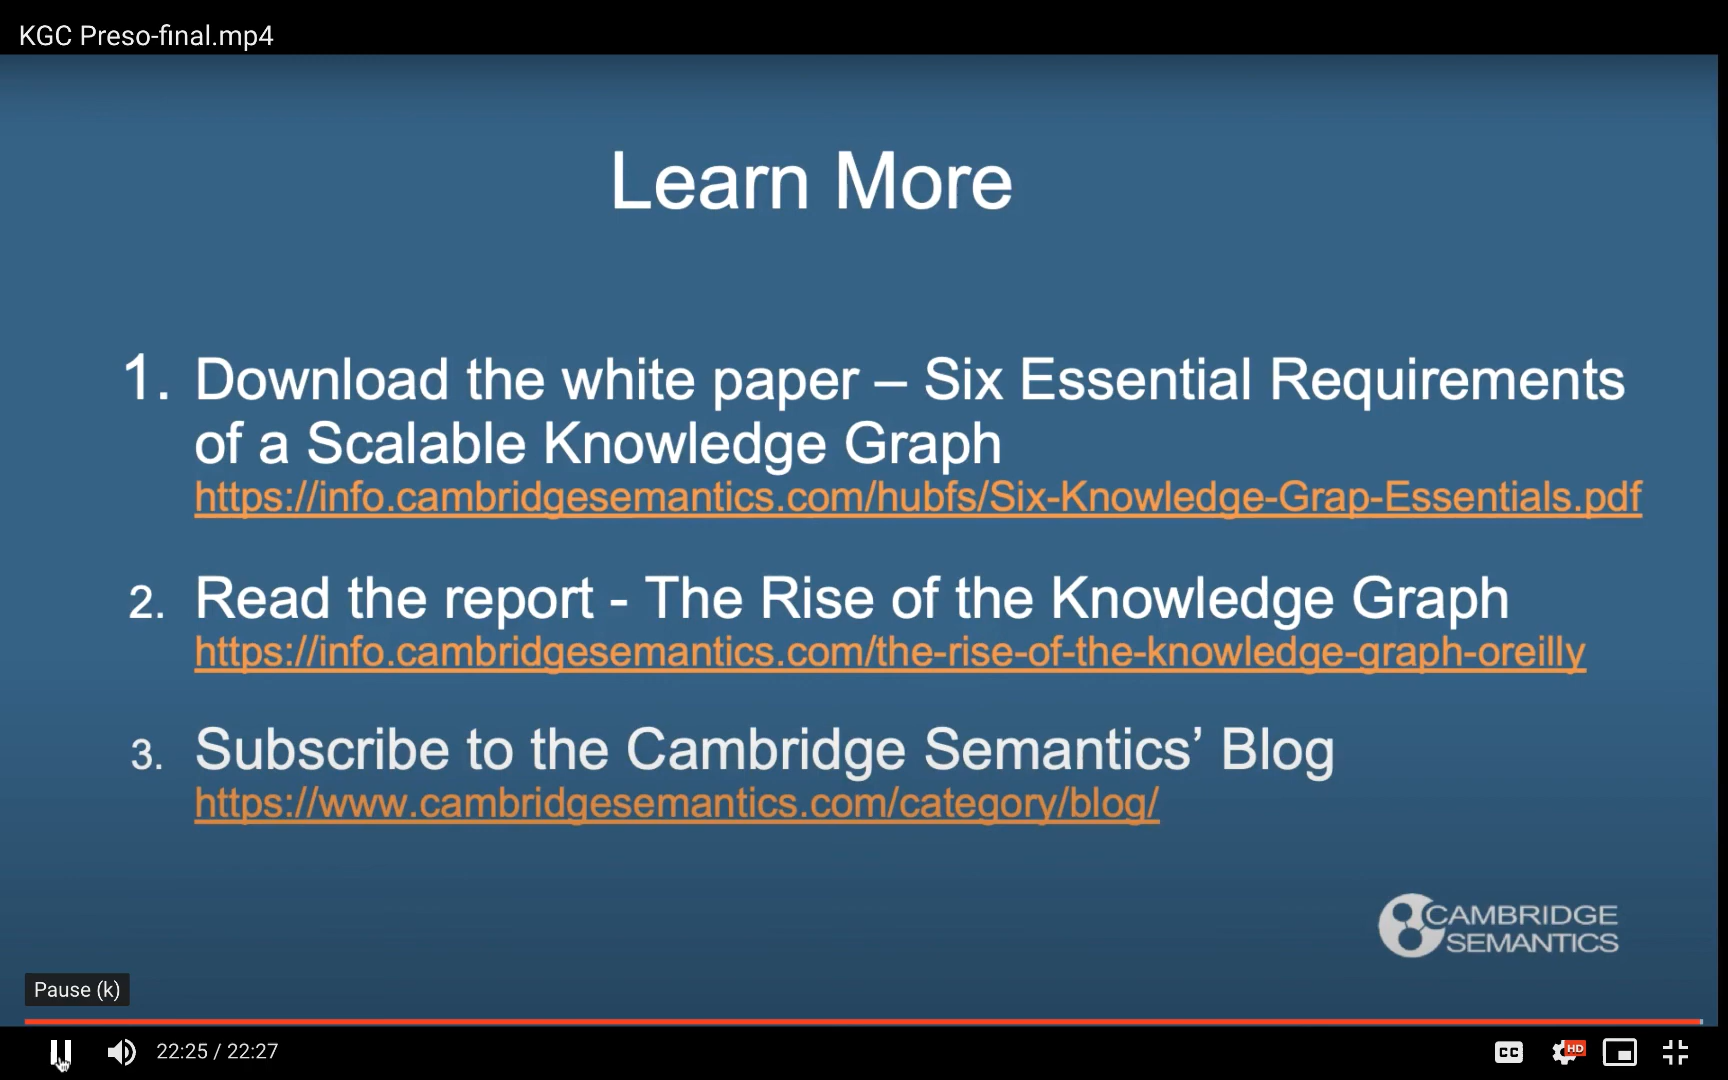 KGC Preso-final.mp4
Learn More
1. Download the white paper – Six Essential Requirements
of a Scalable Knowledge Graph
https://info.cambridgesemantics.com/hubfs/Six-Knowledge-Grap-Essentials.pdf
2. Read the report - The Rise of the Knowledge Graph
https://info.cambridgesemantics.com/the-rise-of-the-knowledge-graph-oreilly
3. Subscribe to the Cambridge Semantics’ Blog
https://www.cambridgesemantics.com/category/blog/
CAMBRIDGE
SEMANTICS
Pause (k)
22:25 / 22:27
CC
HD